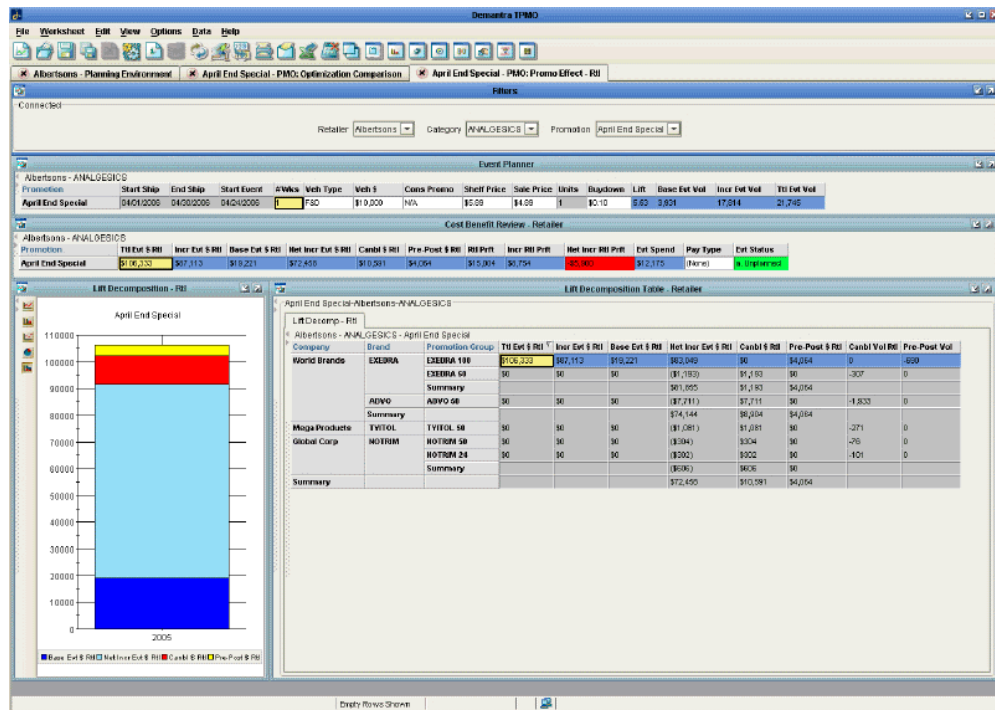 Demantra TPMO
File Worksheet Edit View Options Data Help
Albertsons - Planning Environment April End Special - PMO: Optimization Comparison April End Special - PMO: Promo Effect - Rtl
Filters
Connected
Retailer Albertsons Category ANALGESICS Promotion April End Special
Event Planner
Albertsons - ANALGESICS
Promotion Start Ship End Ship Start Event # Wks Veh Type Veh $ Cons Promo Shelf Price Sale Price Units Buydown Lift Base Evt Vol Incr Evt Vol Ttl Evt Vol
April End Special 04/01/2006 04/30/2006 04/24/2006 1 F&D $10,000 N/A $5.89 $4.89 1 $0.10 5.63 3,931 17,814 21,745
Cost Benefit Review - Retailer
Albertsons - ANALGESICS
Promotion Ttl Evt $ Rtl Incr Evt $ Rtl Base Evt $ Rtl Net Incr Evt $ Rtl Canbl $ Rtl Pre-Post $ Rtl Rtl Prft Incr Rtl Prft Net Incr Rtl Prft Evt Spend Pay Type Evt Status
April End Special $106,333 $87,113 $19,221 $72,458 $10,591 $4,064 $12,175 (None) a. Unplanned
Lift Decomposition - Rtl
Lift Decomposition Table - Retailer
April End Special
110000
100000
90000
80000
70000
60000
50000
40000
30000
20000
10000
0
2005
Base Evt $ Rtl Net Incr Evt $ Rtl Canbl $ Rtl Pre-Post $ Rtl
April End Special-Albertsons-ANALGESICS
Lift Decomp - Rtl
Albertsons - ANALGESICS - April End Special
Company Brand Promotion Group Ttl Evt $ Rtl Incr Evt $ Rtl Base Evt $ Rtl Net Incr Evt $ Rtl Canbl $ Rtl Pre-Post $ Rtl Canbl Vol Rtl Pre-Post Vol
World Brands EXEDRA EXEDRA 100 $106,333 $87,113 $19,221 $83,049 $0 $4,064 0 -690
EXEDRA 50 $0 $0 $0 ($1,193) $1,193 $0 -307 0
Summary $81,855 $1,193 $4,064
ADVO ADVO 50 $0 $0 $0 ($7,711) $7,711 $0 -1,933 0
Summary $74,144 $8,904 $4,064
Mega Products TYITOL TYITOL 50 $0 $0 $0 ($1,081) $1,081 $0 -271 0
Global Corp NOTRIM NOTRIM 50 $0 $0 $0 ($304) $304 $0 -76 0
NOTRIM 24 $0 $0 $0 ($302) $302 $0 -101 0
Summary ($606) $606 $0
Summary $72,458 $10,591 $4,064
Empty Rows Shown